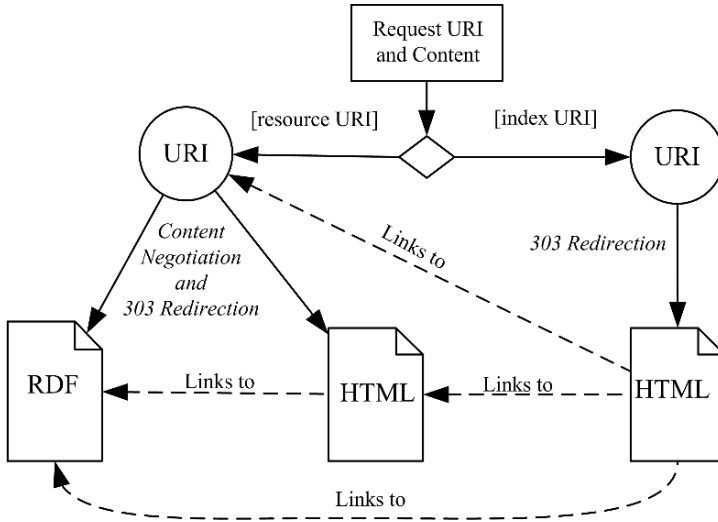 Request URI
and Content
[resource URI]
[index URI]
URI
URI
Content
Negotiation
and
303 Redirection
Links to
303 Redirection
RDF
Links to
HTML
Links to
HTML
Links to